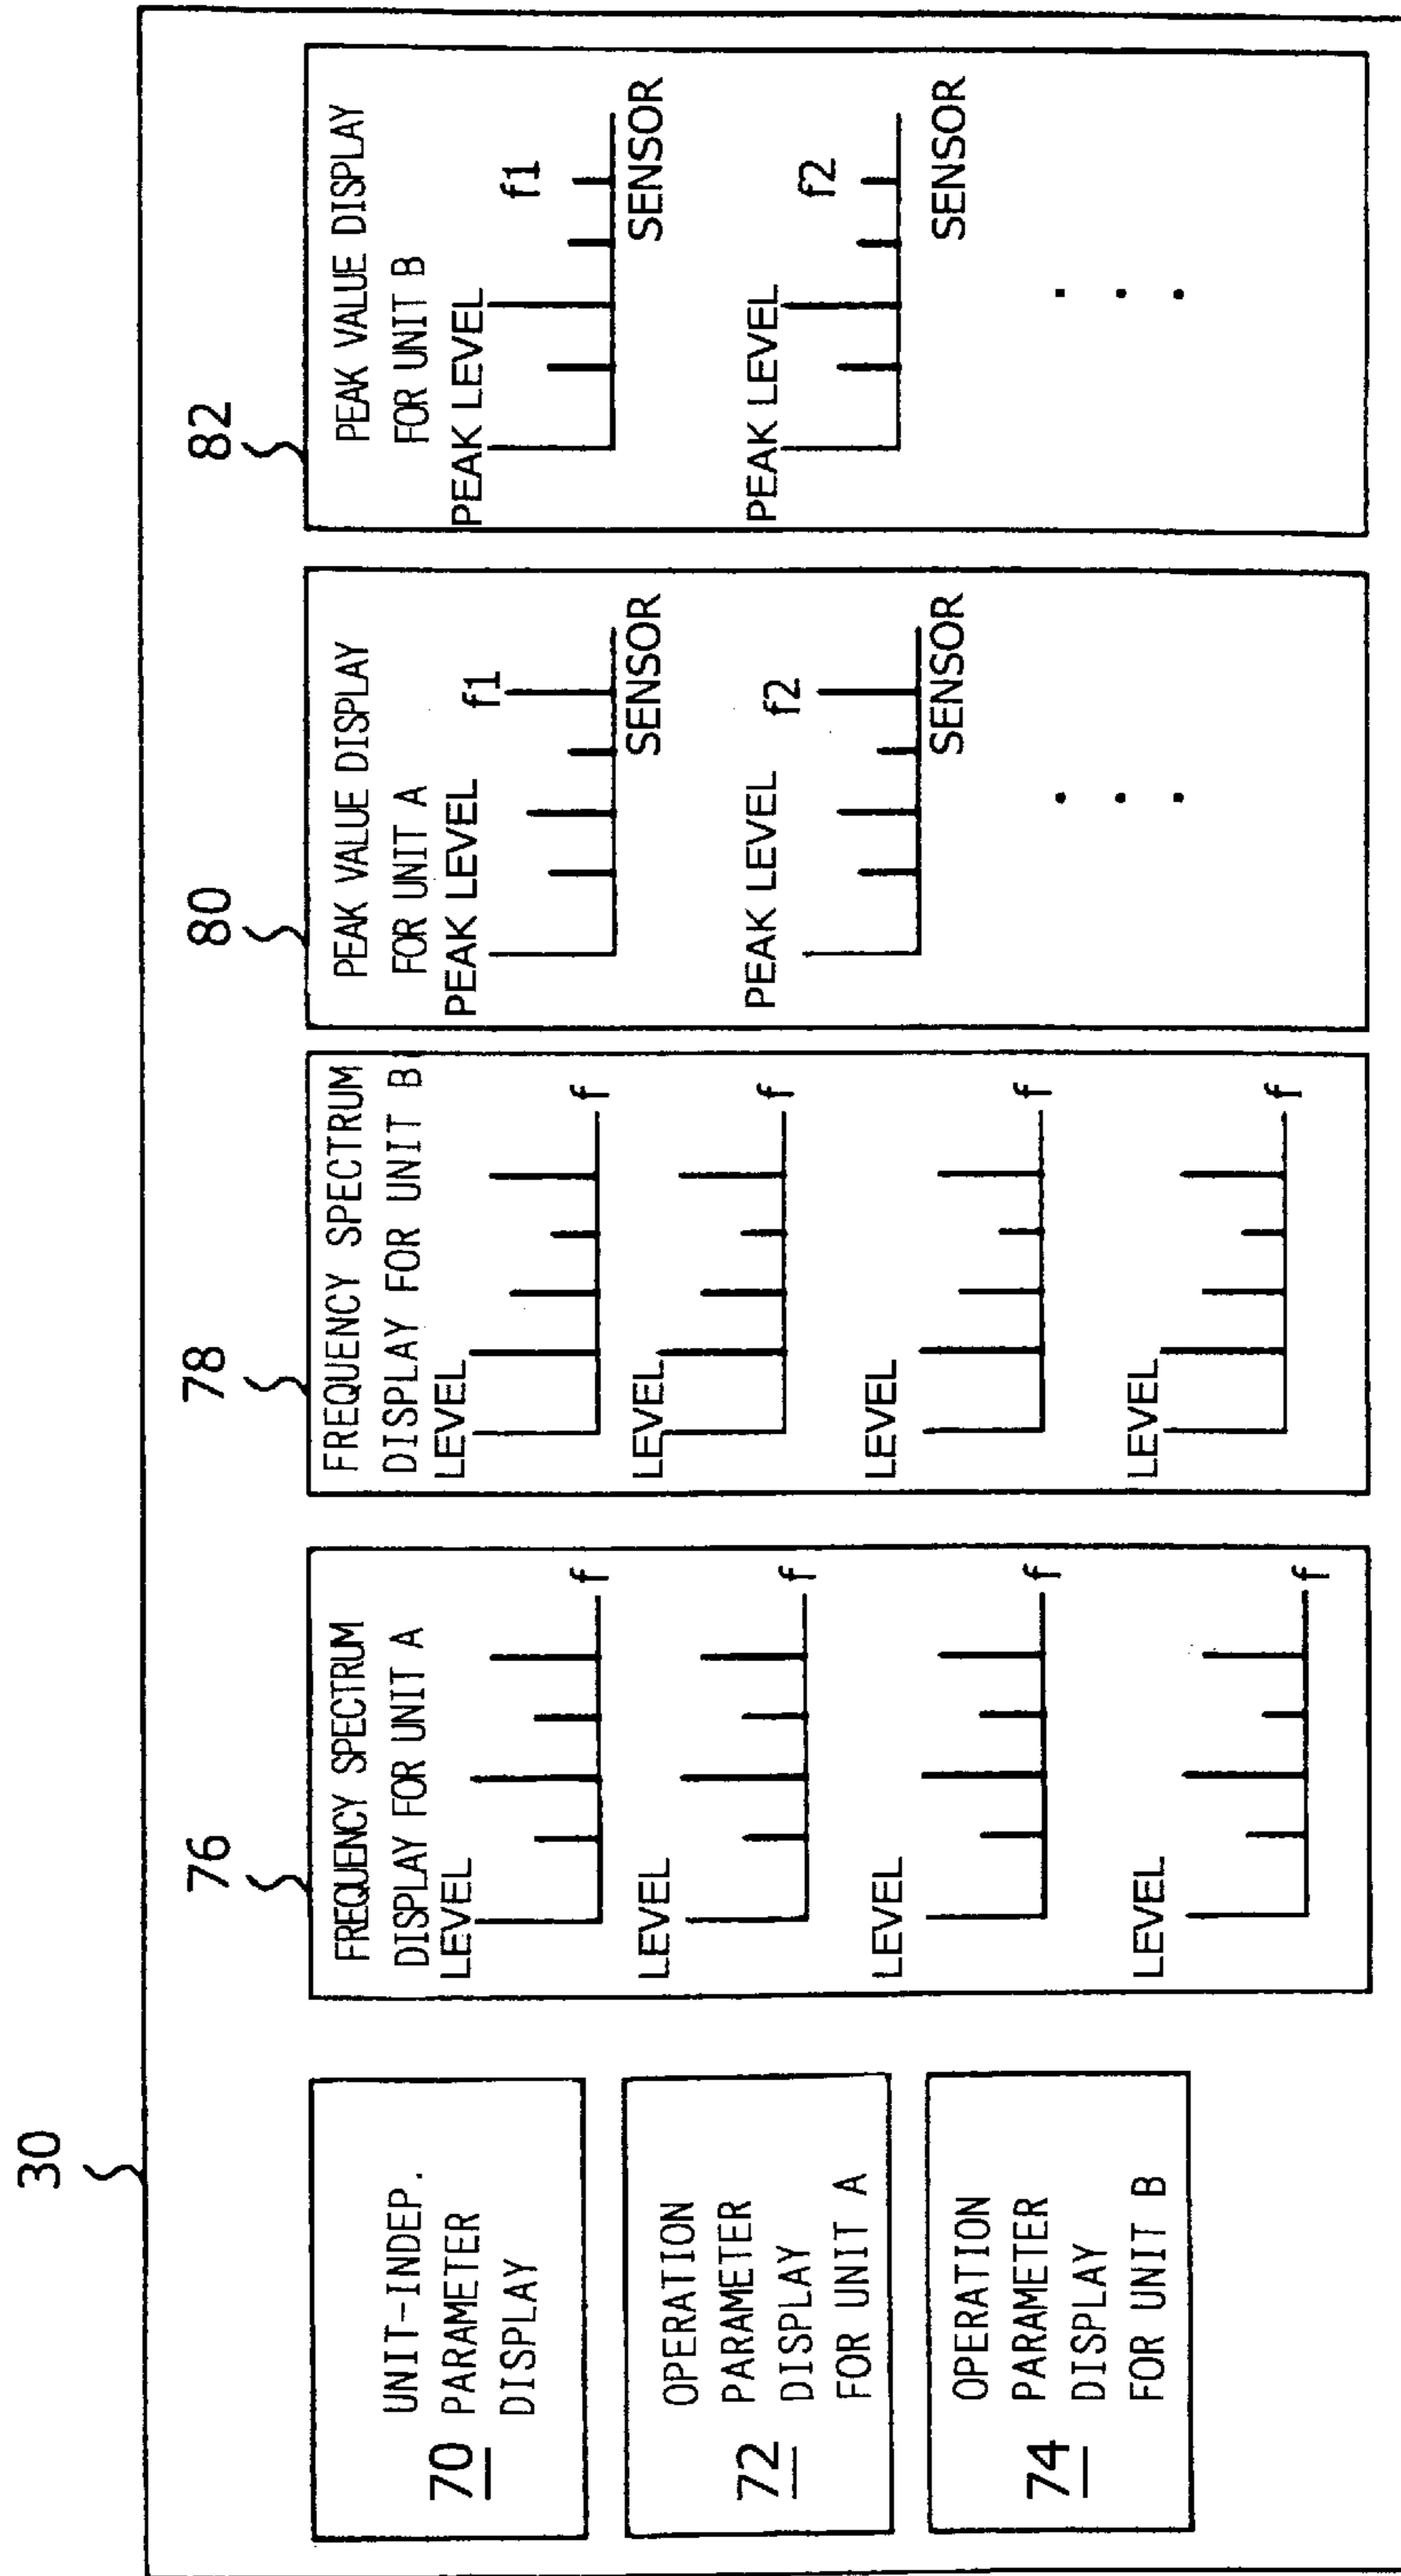 30
UNIT-INDEP.
PARAMETER
DISPLAY
70
OPERATION
PARAMETER
DISPLAY
FOR UNIT A
72
OPERATION
PARAMETER
DISPLAY
FOR UNIT B
74
76
FREQUENCY SPECTRUM
DISPLAY FOR UNIT A
LEVEL
f
LEVEL
f
LEVEL
f
LEVEL
f
78
FREQUENCY SPECTRUM
DISPLAY FOR UNIT B
LEVEL
f
LEVEL
f
LEVEL
f
LEVEL
f
80
PEAK VALUE DISPLAY
FOR UNIT A
PEAK LEVEL
f1
SENSOR
PEAK LEVEL
f2
SENSOR
. . .
82
PEAK VALUE DISPLAY
FOR UNIT B
PEAK LEVEL
f1
SENSOR
PEAK LEVEL
f2
SENSOR
. . .